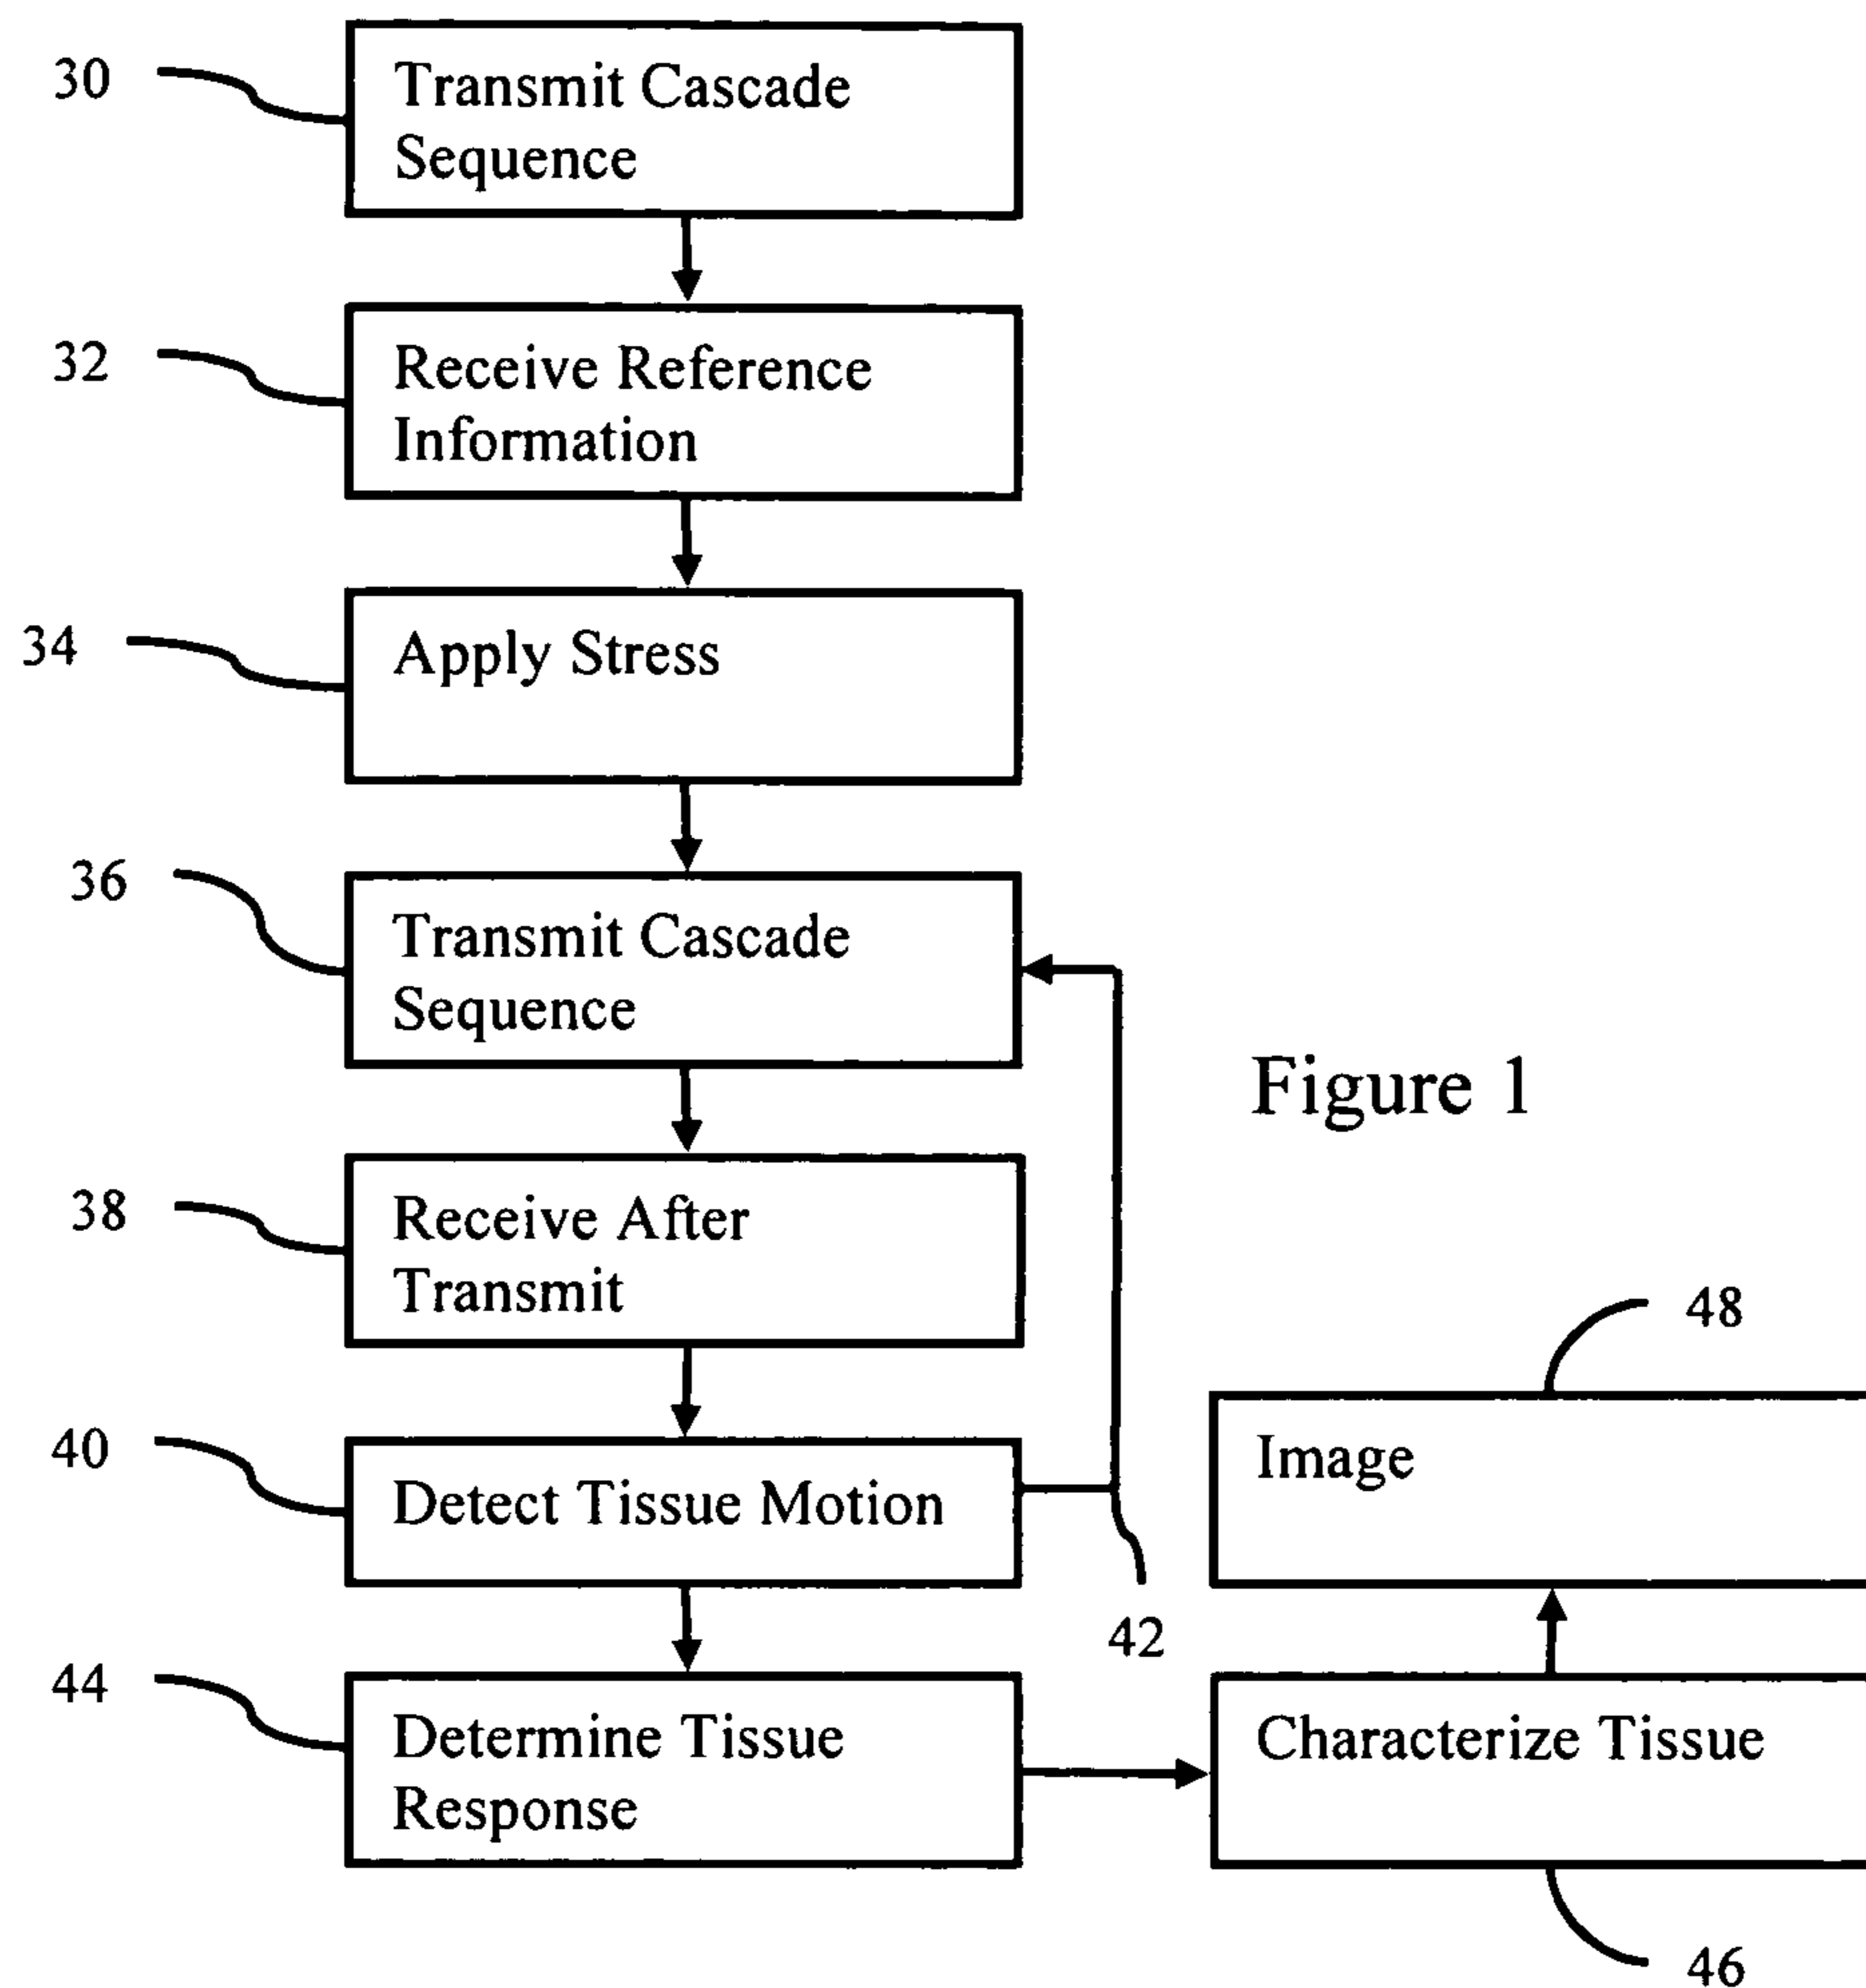 30
Transmit Cascade
Sequence
32
Receive Reference
Information
34
Apply Stress
36
Transmit Cascade
Sequence
Figure 1
38
Receive After
Transmit
48
40
Detect Tissue Motion
Image
42
44
Determine Tissue
Response
Characterize Tissue
46